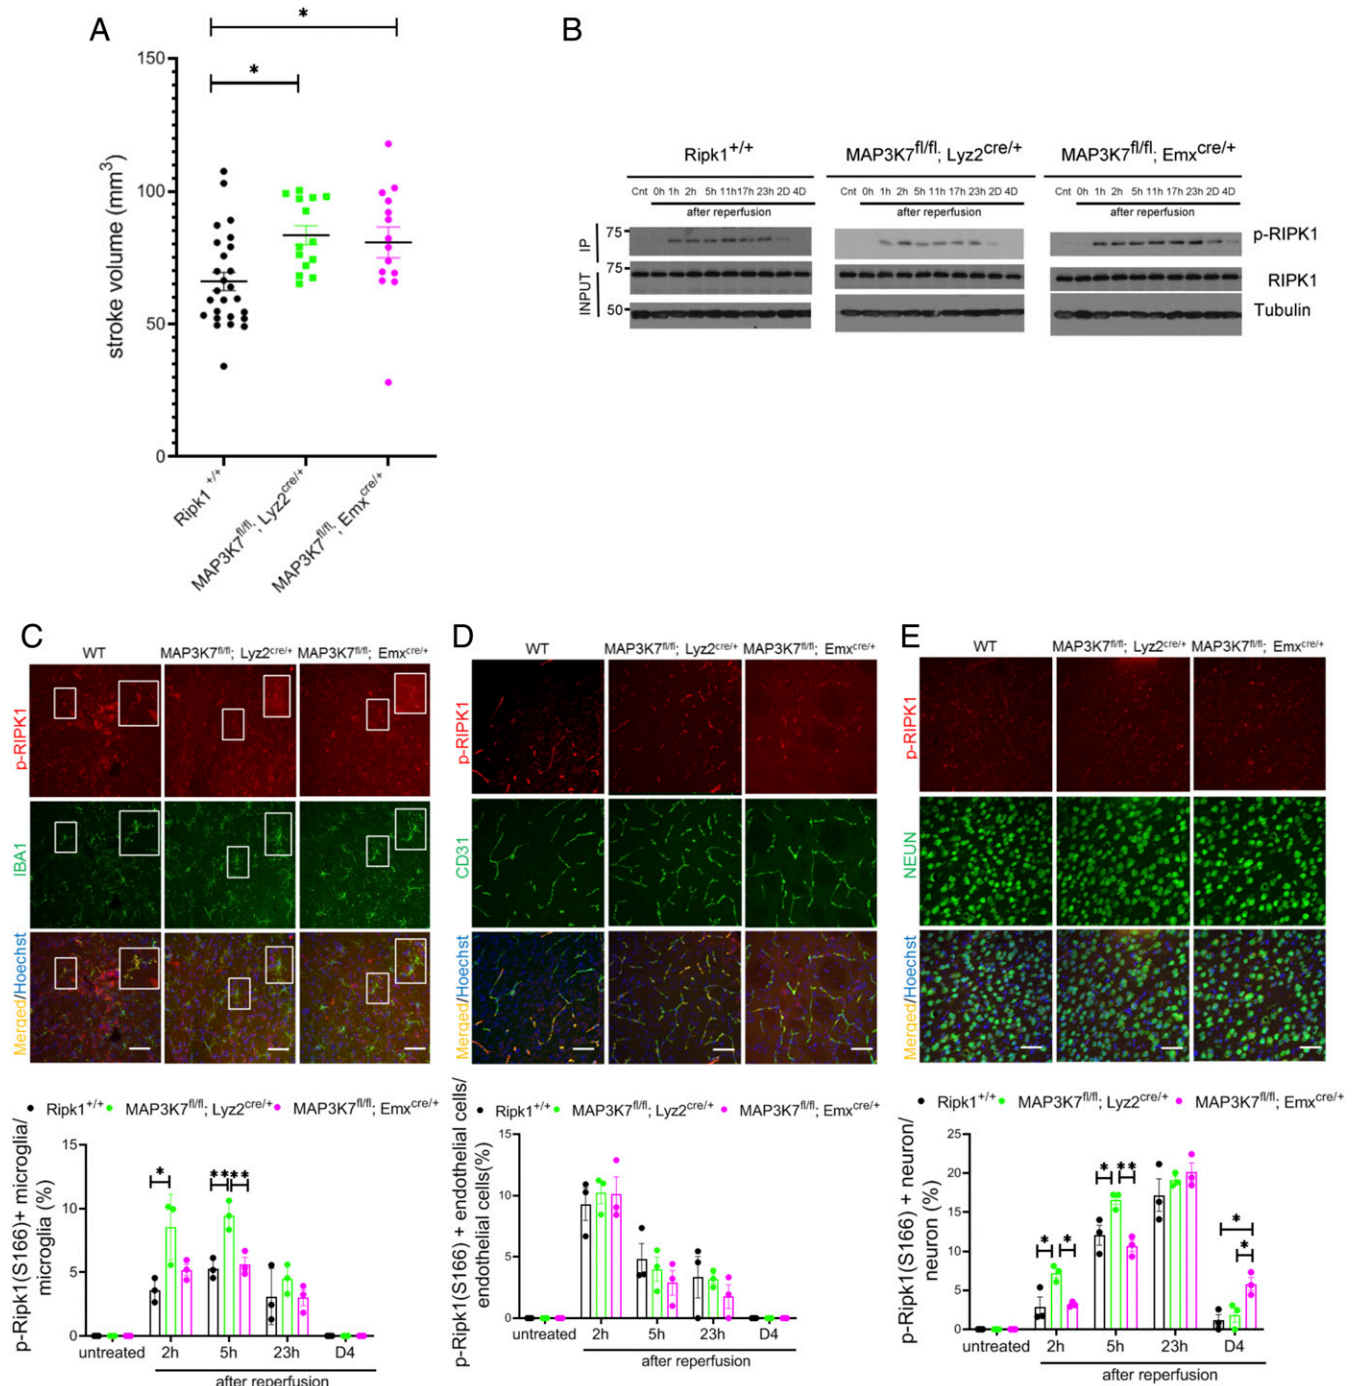 A
*
*
150
100
50
0
stroke volume (mm3)
Ripk1 +/+
MAP3K7fl/fl; Lyz2cre/+
MAP3K7fl/fl; Emxcre/+
B
Ripk1+/+ MAP3K7fl/fl; Lyz2cre/+ MAP3K7fl/fl; Emxcre/+
Cnt 0h 1h 2h 5h 11h 17h 23h 2D 4D Cnt 0h 1h 2h 5h 11h 17h 23h 2D 4D Cnt 0h 1h 2h 5h 11h 17h 23h 2D 4D
after reperfusion after reperfusion after reperfusion
IP 75 p-RIPK1
INPUT 75 RIPK1
50 Tubulin
C
WT MAP3K7fl/fl; Lyz2cre/+ MAP3K7fl/fl; Emxcre/+
p-RIPK1
IBA1
Merged/Hoechst
Ripk1+/+ MAP3K7fl/fl; Lyz2cre/+ MAP3K7fl/fl; Emxcre/+
p-Ripk1(S166)+ microglia/
microglia (%)
15
10
5
0
* ** **
untreated 2h 5h 23h D4
after reperfusion
D
WT MAP3K7fl/fl; Lyz2cre/+ MAP3K7fl/fl; Emxcre/+
p-RIPK1
CD31
Merged/Hoechst
Ripk1+/+ MAP3K7fl/fl; Lyz2cre/+ MAP3K7fl/fl; Emxcre/+
p-Ripk1(S166) + endothelial cells/
endothelial cells(%)
15
10
5
0
untreated 2h 5h 23h D4
after reperfusion
E
WT MAP3K7fl/fl; Lyz2cre/+ MAP3K7fl/fl; Emxcre/+
p-RIPK1
NEUN
Merged/Hoechst
Ripk1+/+ MAP3K7fl/fl; Lyz2cre/+ MAP3K7fl/fl; Emxcre/+
p-Ripk1(S166) + neuron/
neuron (%)
25
20
15
10
5
0
* * * ** * *
untreated 2h 5h 23h D4
after reperfusion